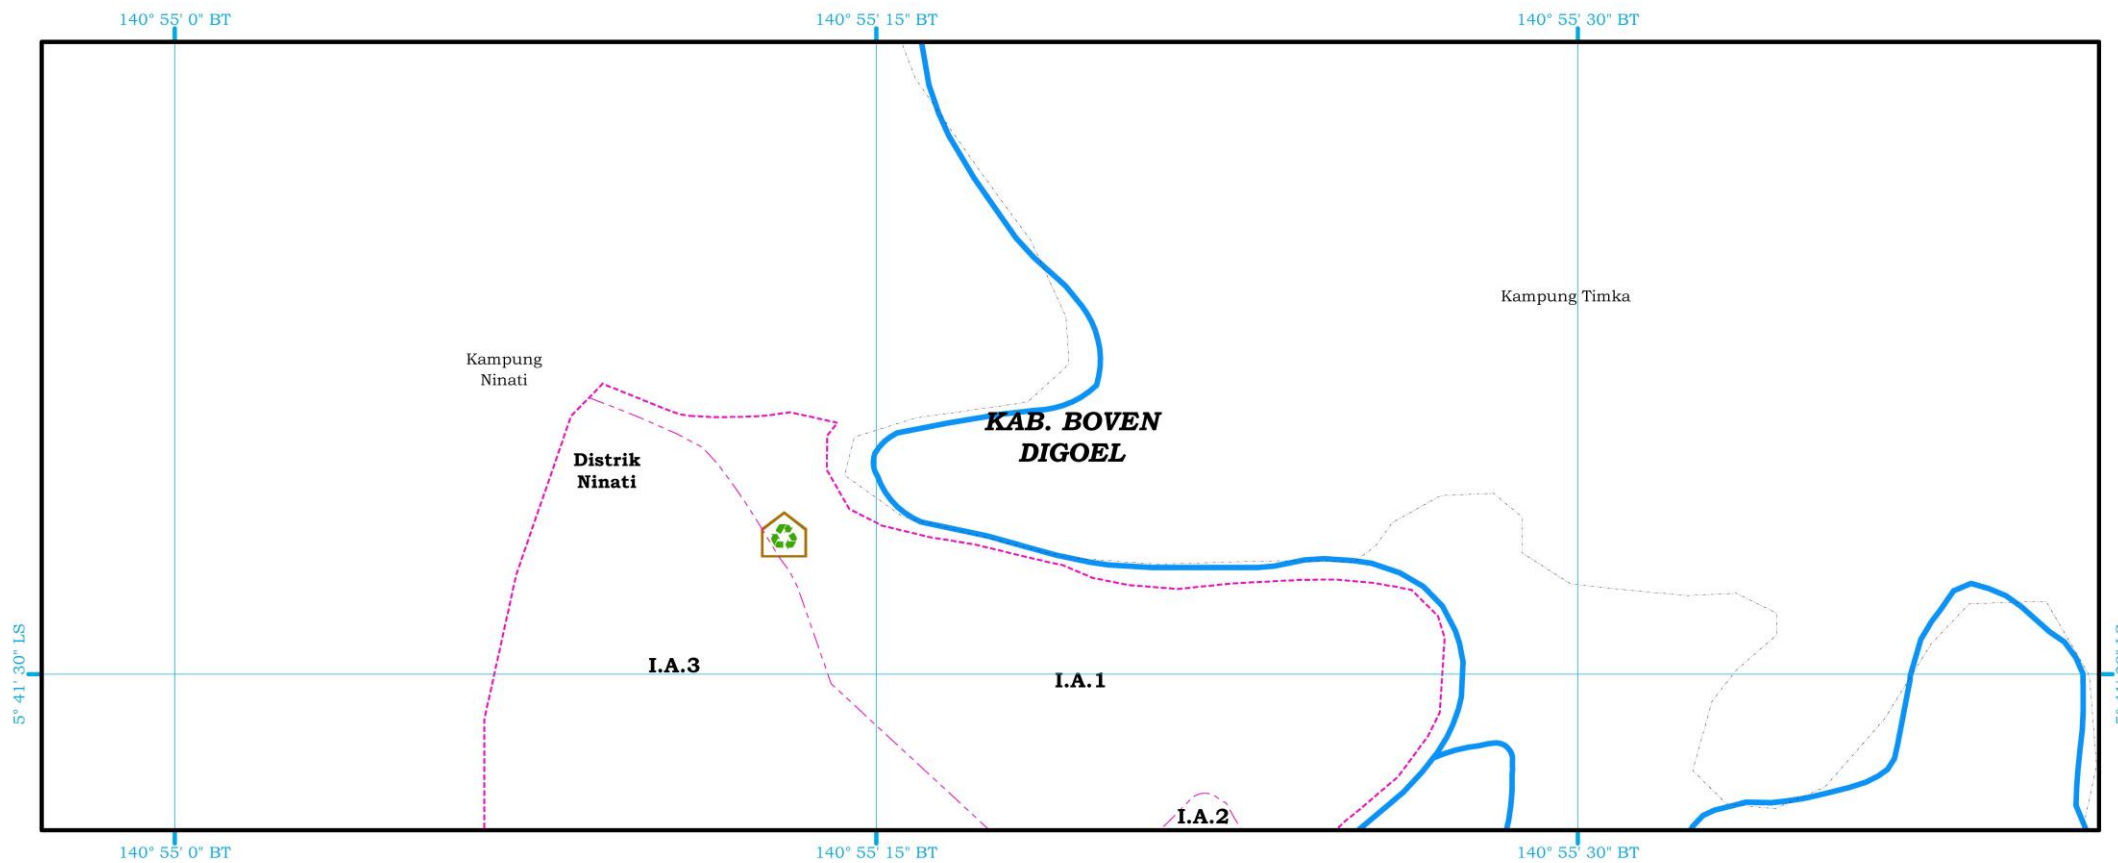 140° 55' 0" BT
140° 55' 15" BT
140° 55' 30" BT
Kampung Timka
Kampung
Ninati
KAB. BOVEN
DIGOEL
Distrik
Ninati
5° 41' 30" LS
I.A.3
I.A.1
I.A.2
140° 55' 0" BT
140° 55' 15" BT
140° 55' 30" BT